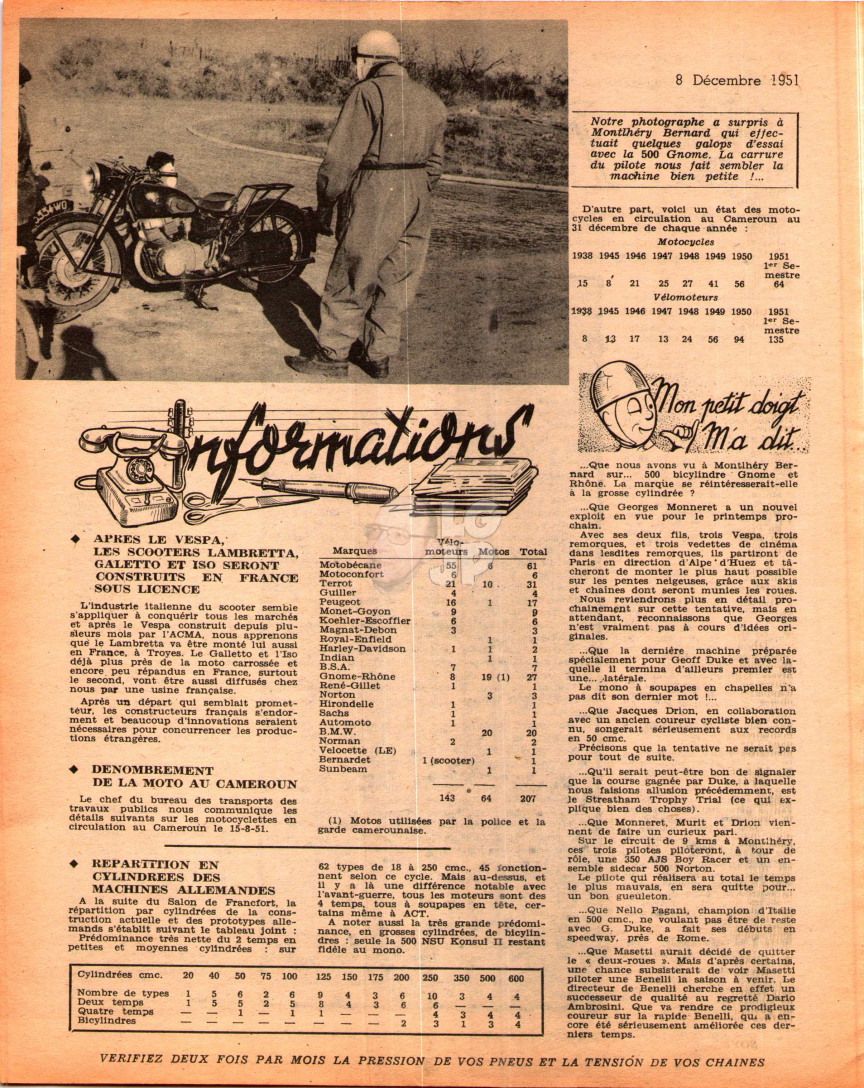 8 Décembre 1951
Notre photographe a surpris à
Montlhéry Bernard qui effec-
tuait quelques galops d'essai
avec la 500 Gnome. La carrure
du pilote nous fait sembler la
machine bien petite !...
D'autre part, voici un état des moto-
cycles en circulation au Cameroun au
31 décembre de chaque année :
Motocycles
1938 1945 1946 1947 1948 1949 1950 1951
1er Se-
mestre
15 8 21 25 27 41 56 64
Vélomoteurs
1938 1945 1946 1947 1948 1949 1950 1951
1er Se-
mestre
8 13 17 13 24 56 94 135
Informations
◆ APRES LE VESPA,
LES SCOOTERS LAMBRETTA,
GALETTO ET ISO SERONT
CONSTRUITS EN FRANCE
SOUS LICENCE
L'industrie italienne du scooter semble
s'appliquer à conquérir tous les marchés
et après le Vespa construit depuis plu-
sieurs mois par l'ACMA, nous apprenons
que le Lambretta va être monté lui aussi
en France, à Troyes. Le Galletto et l'Iso
déjà plus près de la moto carrossée et
encore peu répandus en France, surtout
le second, vont être aussi diffusés chez
nous par une usine française.
Après un départ qui semblait promet-
teur, les constructeurs français s'endor-
ment et beaucoup d'innovations seraient
nécessaires pour concurrencer les produc-
tions étrangères.
◆ DENOMBREMENT
DE LA MOTO AU CAMEROUN
Le chef du bureau des transports des
travaux publics nous communique les
détails suivants sur les motocyclettes en
circulation au Cameroun le 15-8-51.
Marques Vélo-
moteurs Motos Total
Motobécane 55 6 61
Motoconfort 6 6
Terrot 21 10 31
Guiller 4 4
Peugeot 16 1 17
Monet-Goyon 9 9
Koehler-Escoffier 6 6
Magnat-Debon 3 3
Royal-Enfield 1 1
Harley-Davidson 1 1 2
Indian 1 1
B.S.A. 7 7
Gnome-Rhône 8 19 (1) 27
René-Gillet 1 1
Norton 3 3
Hirondelle 1 1
Sachs 1 1
Automoto 1 1
B.M.W. 20 20
Norman 2 2
Velocette (LE) 1 1
Bernardet 1 (scooter) 1
Sunbeam 1 1
143 64 207
(1) Motos utilisées par la police et la
garde camerounaise.
◆ REPARTITION EN
CYLINDREES DES
MACHINES ALLEMANDES
A la suite du Salon de Francfort, la
répartition par cylindrées de la cons-
truction actuelle et des prototypes alle-
mands s'établit suivant le tableau joint :
Prédominance très nette du 2 temps en
petites et moyennes cylindrées : sur
62 types de 18 à 250 cmc., 45 fonction-
nent selon ce cycle. Mais au-dessus, et
il y a là une différence notable avec
l'avant-guerre, tous les moteurs sont des
4 temps, tous à soupapes en tête, cer-
tains même à ACT.
A noter aussi la très grande prédomi-
nance, en grosses cylindrées, de bicylin-
dres : seule la 500 NSU Konsul II restant
fidèle au mono.
Cylindrées cmc. 20 40 50 75 100 125 150 175 200 250 350 500 600
Nombre de types 1 5 6 2 6 9 4 3 6 10 3 4 4
Deux temps 1 5 5 2 5 8 4 3 6 6 — — —
Quatre temps — — 1 — 1 1 — — — 4 3 4 4
Bicylindres — — — — — — — — 2 3 1 3 4
Mon petit doigt
M'a dit...
...Que nous avons vu à Montlhéry Ber-
nard sur... 500 bicylindre Gnome et
Rhône. La marque se réintéresserait-elle
à la grosse cylindrée ?
...Que Georges Monneret a un nouvel
exploit en vue pour le printemps pro-
chain.
Avec ses deux fils, trois Vespa, trois
remorques, et trois vedettes de cinéma
dans lesdites remorques, ils partiront de
Paris en direction d'Alpe d'Huez et tâ-
cheront de monter le plus haut possible
sur les pentes neigeuses, grâce aux skis
et chaînes dont seront munies les roues.
Nous reviendrons plus en détail pro-
chainement sur cette tentative, mais en
attendant, reconnaissons que Georges
n'est vraiment pas à cours d'idées ori-
ginales.
...Que la dernière machine préparée
spécialement pour Geoff Duke et avec la-
quelle il termina d'ailleurs premier est
une... latérale.
Le mono à soupapes en chapelles n'a
pas dit son dernier mot !...
...Que Jacques Drion, en collaboration
avec un ancien coureur cycliste bien con-
nu, songerait sérieusement aux records
en 50 cmc.
Précisons que la tentative ne serait pas
pour tout de suite.
...Qu'il serait peut-être bon de signaler
que la course gagnée par Duke, à laquelle
nous faisions allusion précédemment, est
le Streatham Trophy Trial (ce qui ex-
plique bien des choses).
...Que Monneret, Murit et Drion vien-
nent de faire un curieux pari.
Sur le circuit de 9 kms à Montlhéry,
ces trois pilotes piloteront, à tour de
rôle, une 350 AJS Boy Racer et un en-
semble sidecar 500 Norton.
Le pilote qui réalisera au total le temps
le plus mauvais, en sera quitte pour...
un bon gueuleton.
...Que Nello Pagani, champion d'Italie
en 500 cmc., ne voulant pas être de reste
avec G. Duke, a fait ses débuts en
speedway, près de Rome.
...Que Masetti aurait décidé de quitter
le « deux-roues ». Mais d'après certains,
une chance subsisterait de voir Masetti
piloter une Benelli la saison à venir. Le
directeur de Benelli cherche en effet un
successeur de qualité au regretté Dario
Ambrosini. Que va rendre ce prodigieux
coureur sur la rapide Benelli, qui a en-
core été sérieusement améliorée ces der-
niers temps.
VERIFIEZ DEUX FOIS PAR MOIS LA PRESSION DE VOS PNEUS ET LA TENSION DE VOS CHAINES